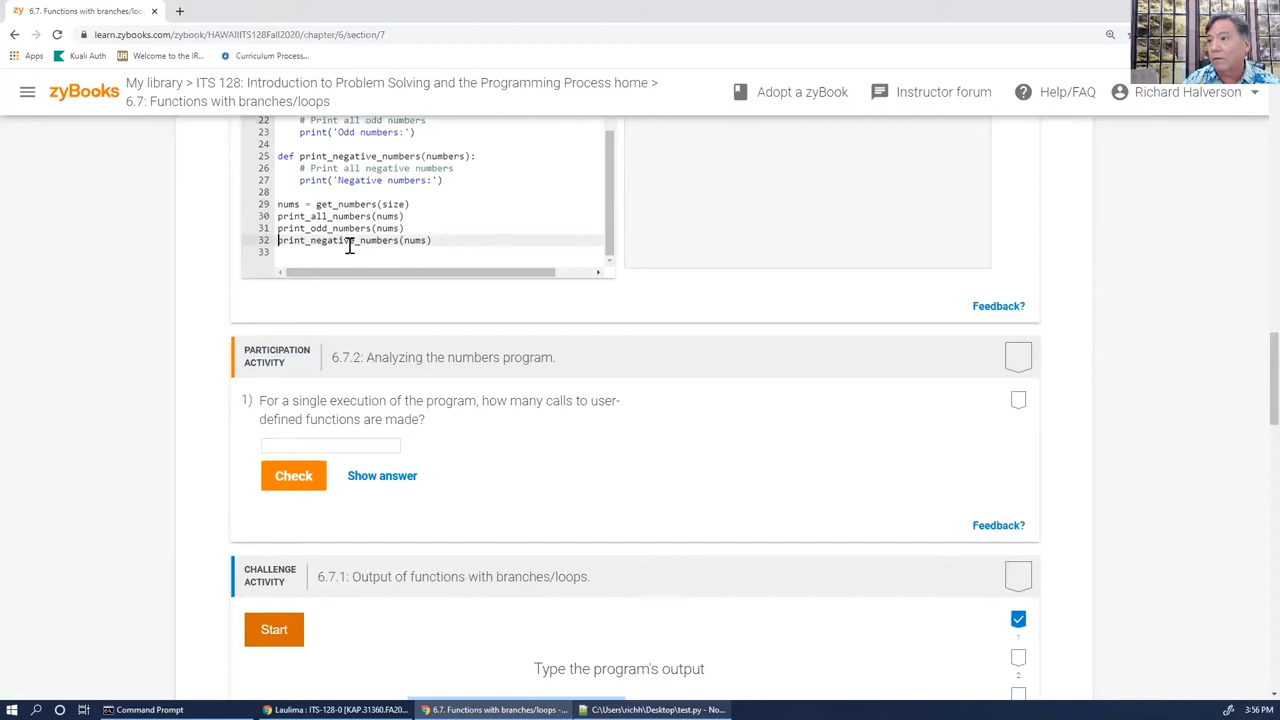 6.7. Functions with branches/loo
learn.zybooks.com/zybook/HAWAIIITS128Fall2020/chapter/6/section/7
Apps
Kuali Auth
Welcome to the IR...
Curriculum Process...
zyBooks
My library > ITS 128: Introduction to Problem Solving and the Programming Process home >
6.7: Functions with branches/loops
Adopt a zyBook
Instructor forum
Help/FAQ
Richard Halverson
22 # Print all odd numbers
23 print('Odd numbers:')
24
25 def print_negative_numbers(numbers):
26 # Print all negative numbers
27 print('Negative numbers:')
28
29 nums = get_numbers(size)
30 print_all_numbers(nums)
31 print_odd_numbers(nums)
32 print_negative_numbers(nums)
33
Feedback?
PARTICIPATION
ACTIVITY
6.7.2: Analyzing the numbers program.
1) For a single execution of the program, how many calls to user-
defined functions are made?
Check
Show answer
Feedback?
CHALLENGE
ACTIVITY
6.7.1: Output of functions with branches/loops.
Start
1
Type the program's output
2
Command Prompt
Laulima : ITS-128-0 [KAP.31360.FA20...
6.7. Functions with branches/loop -...
C:\Users\richh\Desktop\test.py - No...
3:56 PM